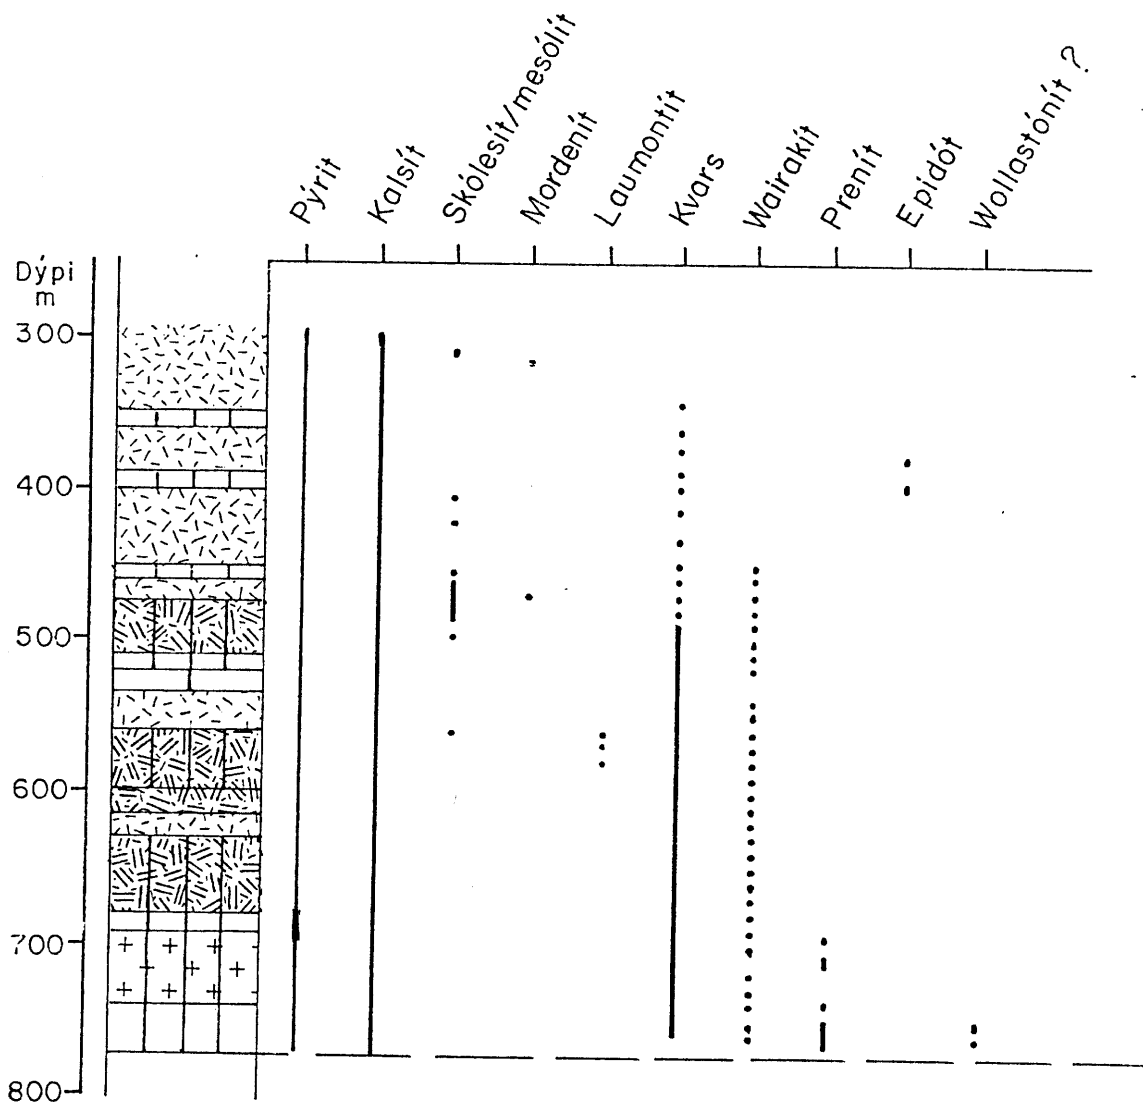 Pýrit
Kalsít
Skólesít/mesólít
Mordenít
Laumontít
Kvars
Wairakít
Prenít
Epidót
Wollastónít ?
Dýpi
m
300
400
500
600
700
800